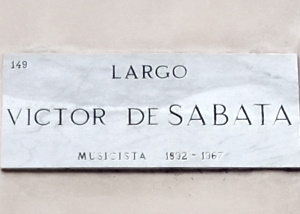 149
LARGO
VICTOR DE SABATA
MUSICISTA 1892-1967